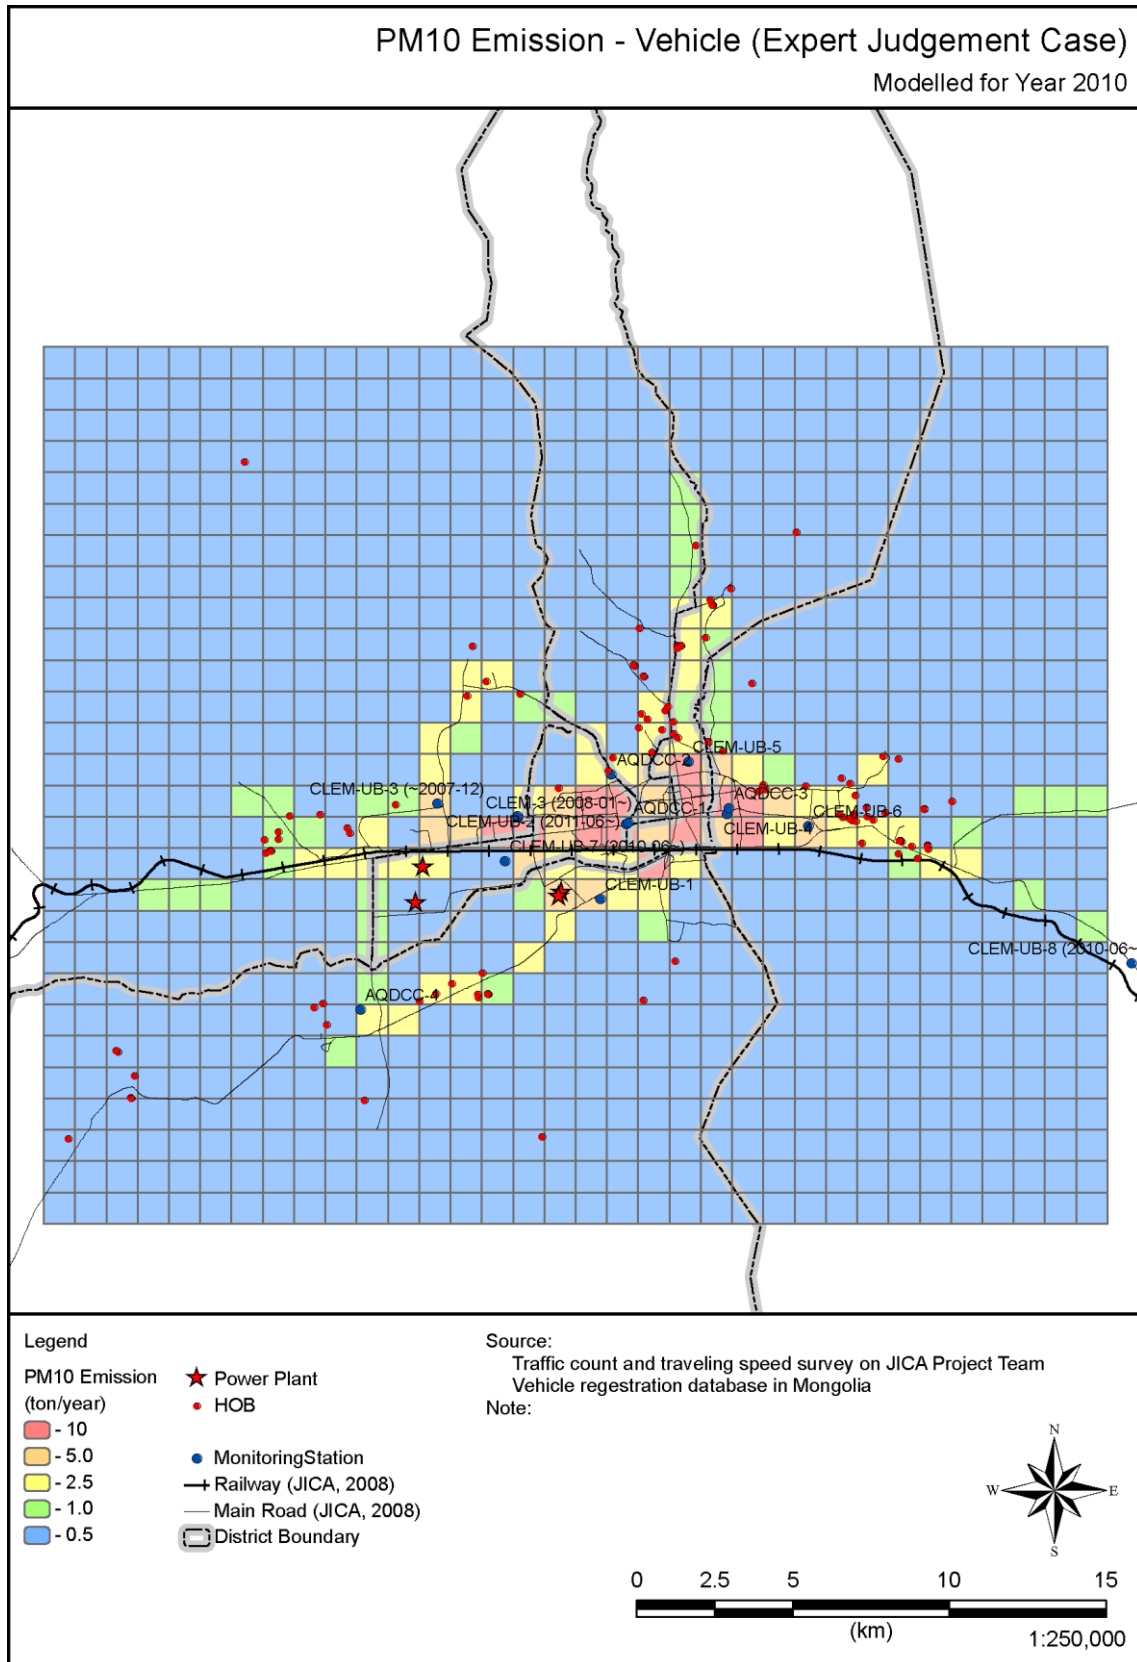 PM10 Emission - Vehicle (Expert Judgement Case)
Modelled for Year 2010
CLEM-UB-5
AQDCC-2
CLEM-UB-3 (~2007-12)
AQDCC-3
CLEM-3 (2008-01~)
AQDCC-1
CLEM-UB-6
CLEM-UB-2 (2011-06~)
CLEM-UB-4
CLEM-UB-7 (2010-06~)
CLEM-UB-1
CLEM-UB-8 (2010-06~
AQDCC-4
Legend
PM10 Emission
(ton/year)
- 10
- 5.0
- 2.5
- 1.0
- 0.5
Power Plant
HOB
MonitoringStation
Railway (JICA, 2008)
Main Road (JICA, 2008)
District Boundary
Source:
Traffic count and traveling speed survey on JICA Project Team
Vehicle regestration database in Mongolia
Note:
N
W E
S
0 2.5 5 10 15
(km)
1:250,000